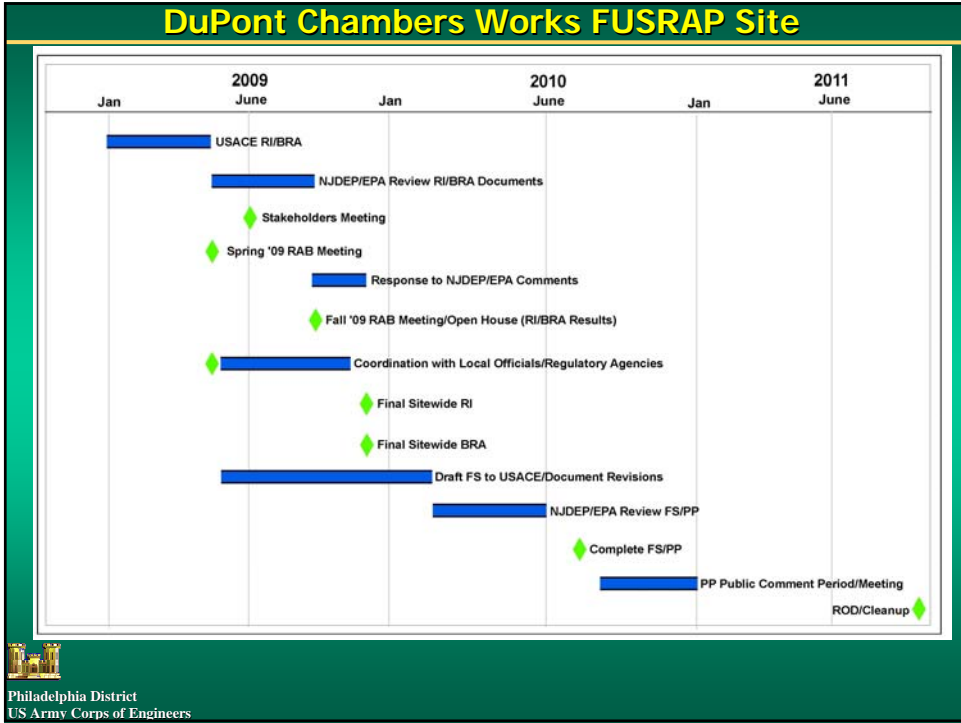 DuPont Chambers Works FUSRAP Site
2009 2010 2011
Jan June Jan June Jan June
USACE RI/BRA
NJDEP/EPA Review RI/BRA Documents
Stakeholders Meeting
Spring '09 RAB Meeting
Response to NJDEP/EPA Comments
Fall '09 RAB Meeting/Open House (RI/BRA Results)
Coordination with Local Officials/Regulatory Agencies
Final Sitewide RI
Final Sitewide BRA
Draft FS to USACE/Document Revisions
NJDEP/EPA Review FS/PP
Complete FS/PP
PP Public Comment Period/Meeting
ROD/Cleanup
Philadelphia District
US Army Corps of Engineers